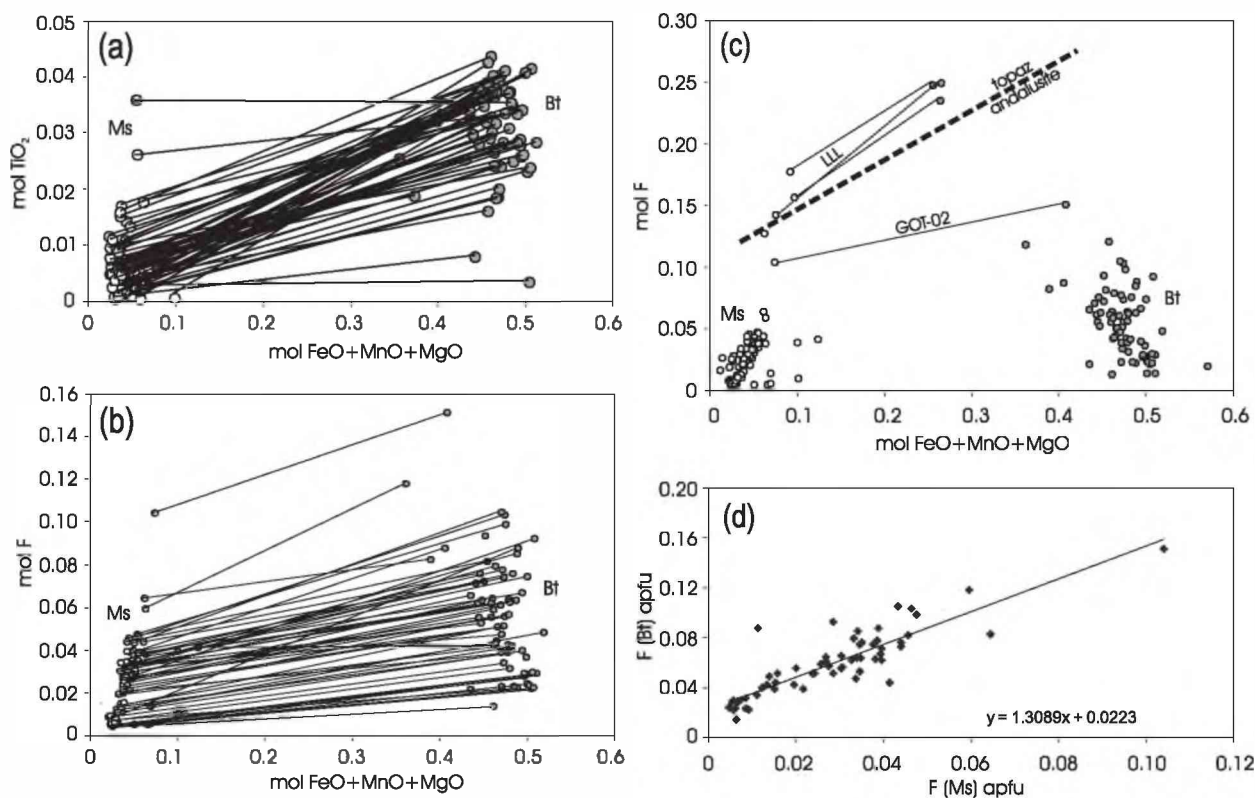 (a)
0.05
0.04
0.03
0.02
0.01
0
mol TiO₂
Ms
Bt
0 0.1 0.2 0.3 0.4 0.5 0.6
mol FeO+MnO+MgO
(b)
0.16
0.14
0.12
0.10
0.08
0.06
0.04
0.02
0
mol F
Ms
Bt
0 0.1 0.2 0.3 0.4 0.5 0.6
mol FeO+MnO+MgO
(c)
0.30
0.25
0.20
0.15
0.10
0.05
0
mol F
topaz
andalusite
LLL
GOT-02
Ms
Bt
0 0.1 0.2 0.3 0.4 0.5 0.6
mol FeO+MnO+MgO
(d)
0.20
0.16
0.12
0.08
0.04
0.00
F (Bt) apfu
y = 1.3089x + 0.0223
0.00 0.02 0.04 0.06 0.08 0.10 0.12
F (Ms) apfu